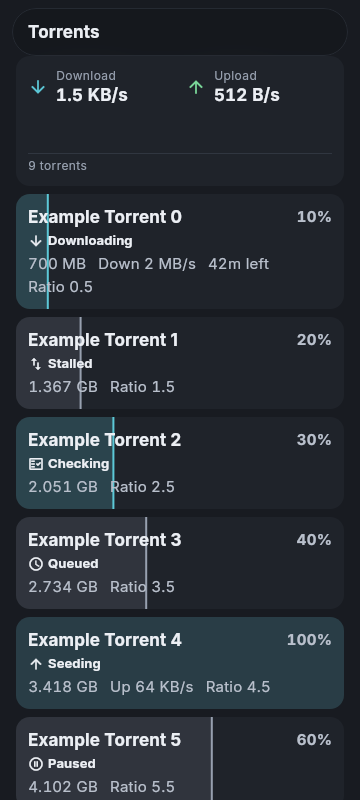 Torrents
Download Upload
1.5 KB/s 512 B/s
9 torrents
Example Torrent 0 10%
Downloading
700 MB Down 2 MB/s 42m left
Ratio 0.5
Example Torrent 1 20%
Stalled
1.367 GB Ratio 1.5
Example Torrent 2 30%
Checking
2.051 GB Ratio 2.5
Example Torrent 3 40%
Queued
2.734 GB Ratio 3.5
Example Torrent 4 100%
Seeding
3.418 GB Up 64 KB/s Ratio 4.5
Example Torrent 5 60%
Paused
4.102 GB Ratio 5.5